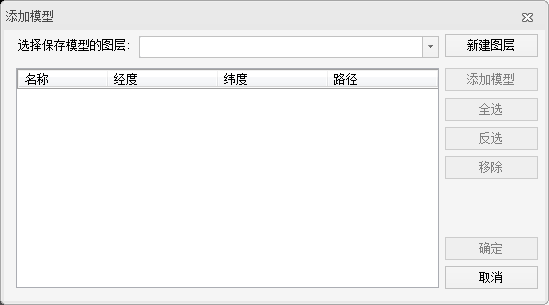 添加模型
选择保存模型的图层:
新建图层
名称 经度 纬度 路径
添加模型
全选
反选
移除
确定
取消